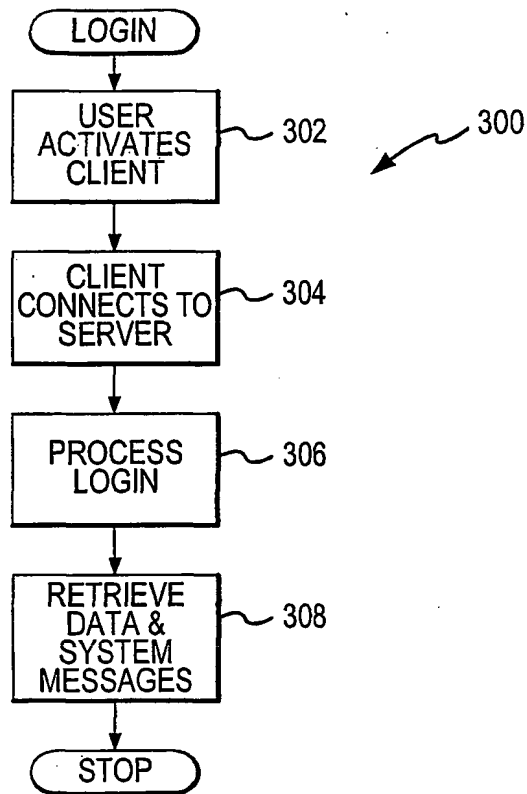 LOGIN
USER
ACTIVATES
CLIENT
302
300
CLIENT
CONNECTS TO
SERVER
304
PROCESS
LOGIN
306
RETRIEVE
DATA &
SYSTEM
MESSAGES
308
STOP